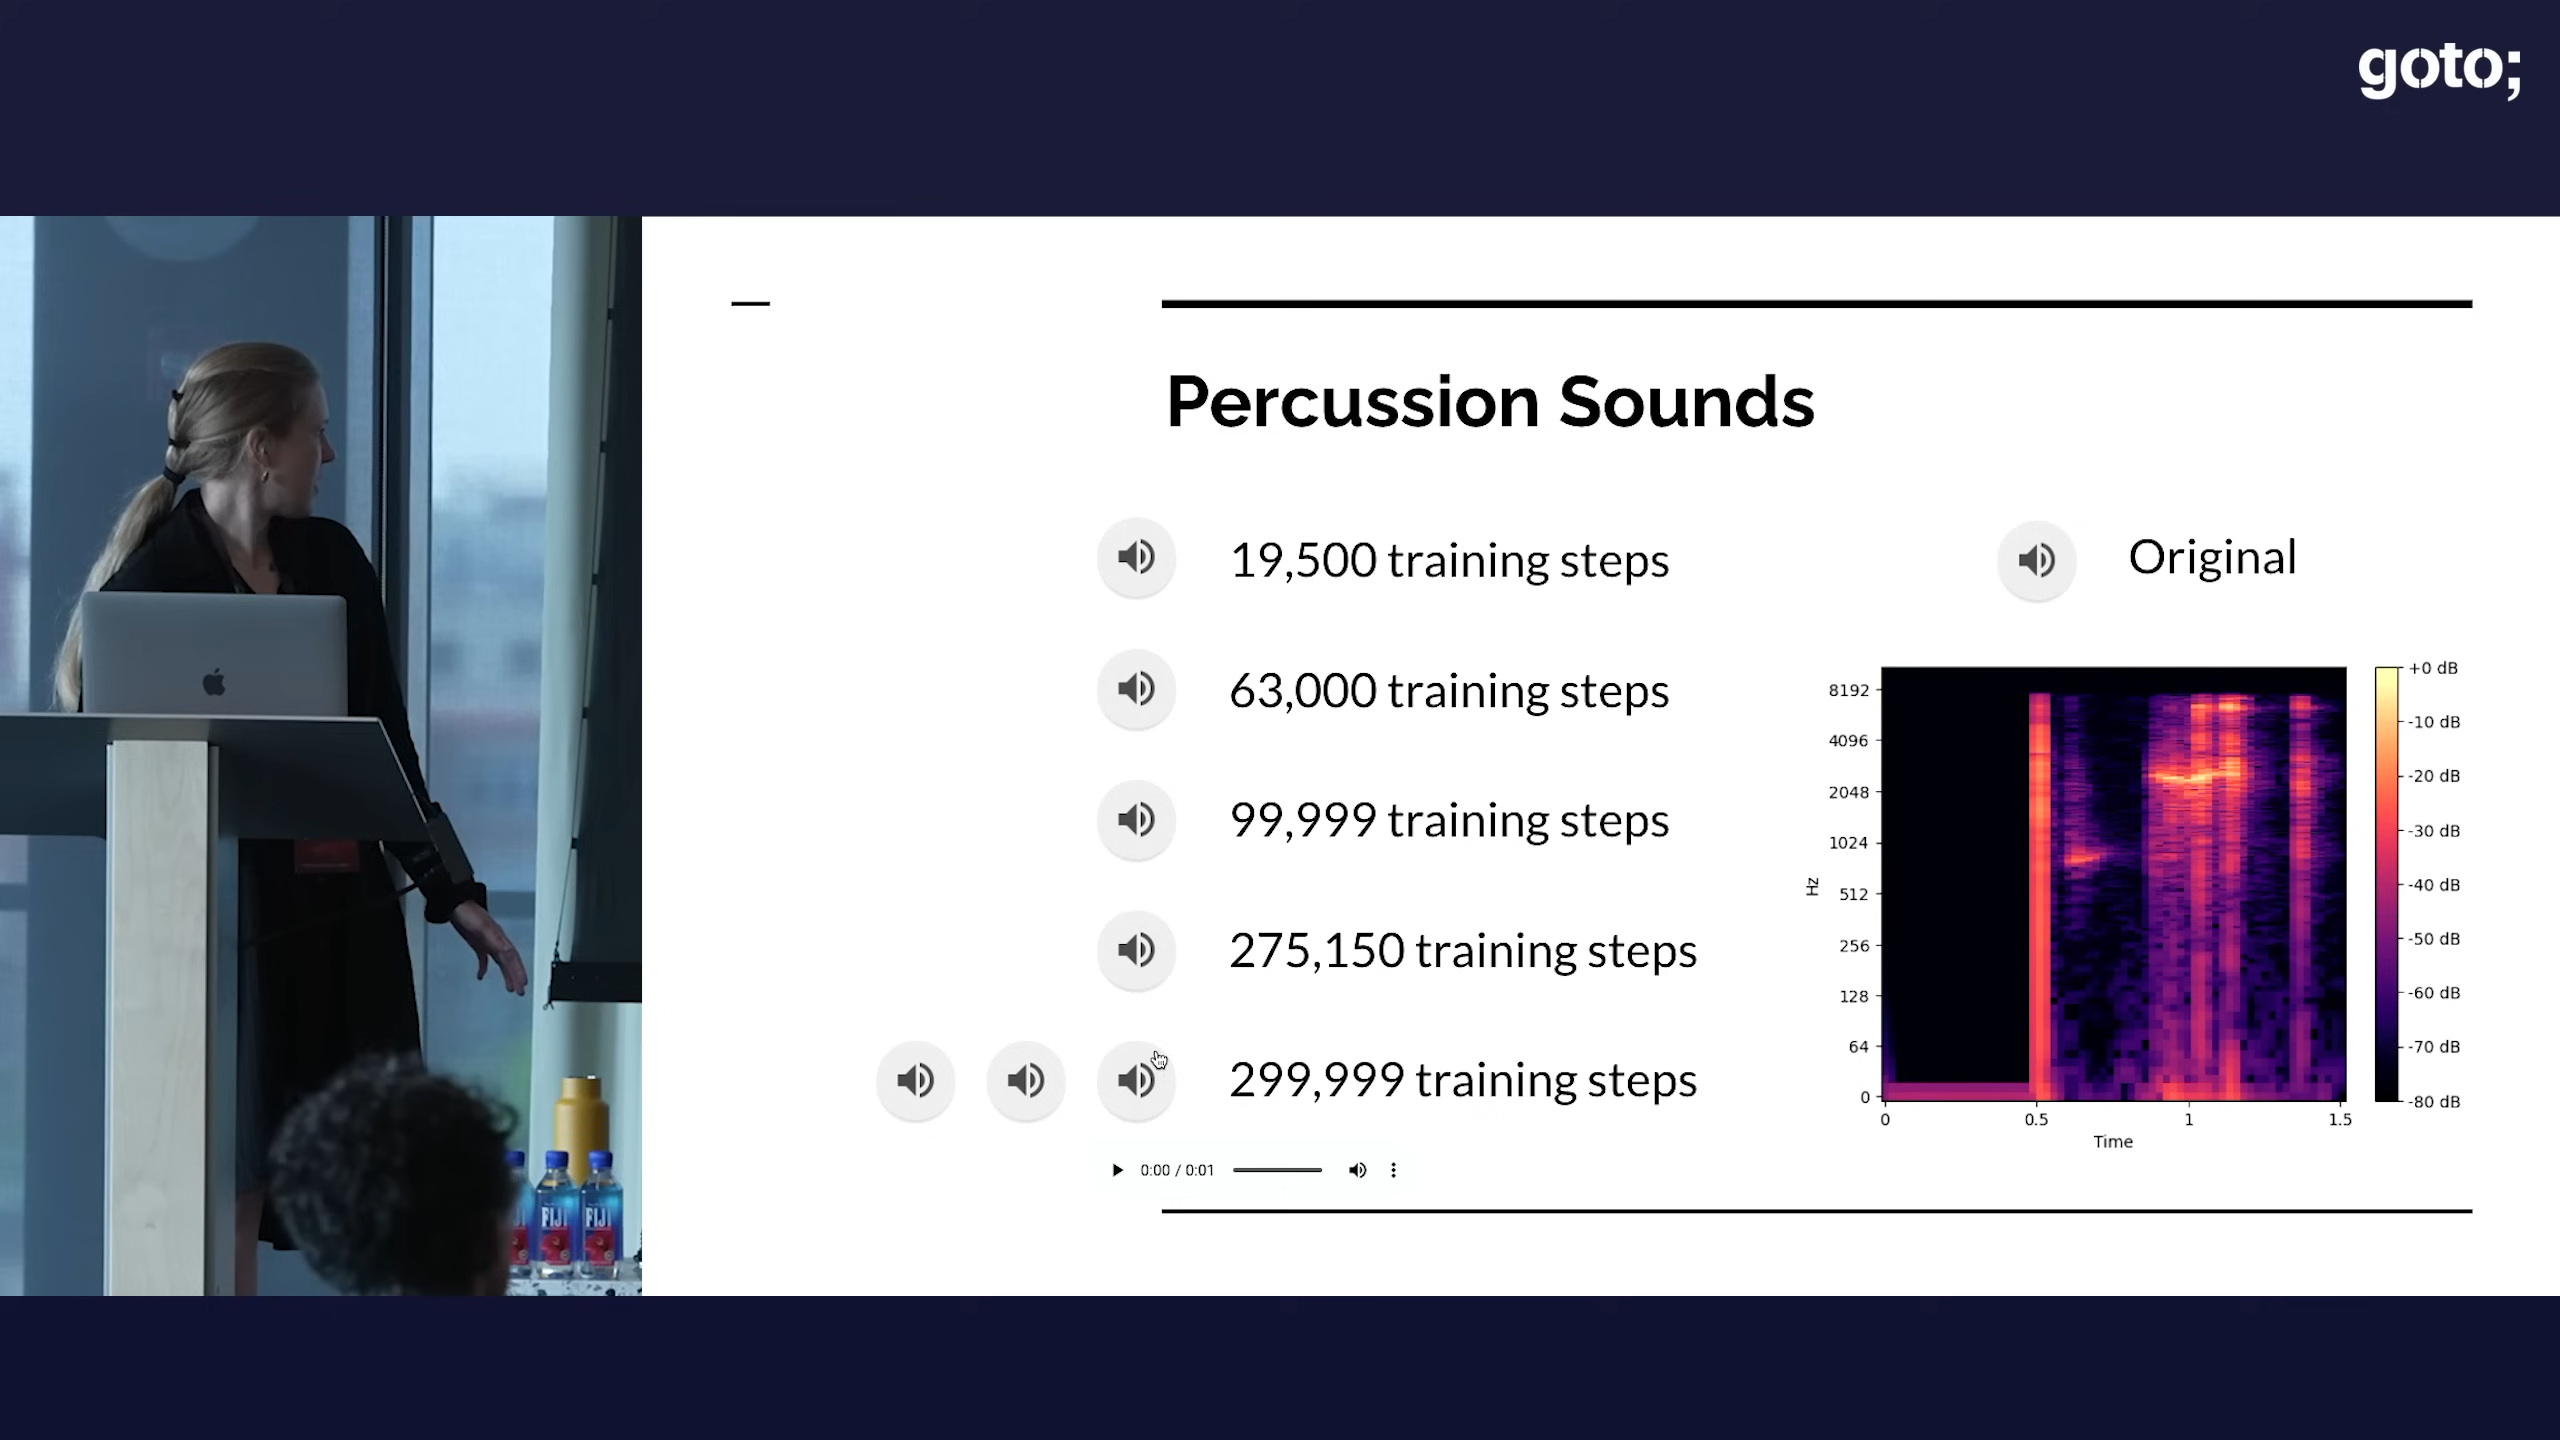 goto;
Percussion Sounds
19,500 training steps
63,000 training steps
99,999 training steps
275,150 training steps
299,999 training steps
0:00 / 0:01
Original
8192
4096
2048
1024
512
256
128
64
0
Hz
0 0.5 1 1.5
Time
+0 dB
-10 dB
-20 dB
-30 dB
-40 dB
-50 dB
-60 dB
-70 dB
-80 dB
FIJI FIJI